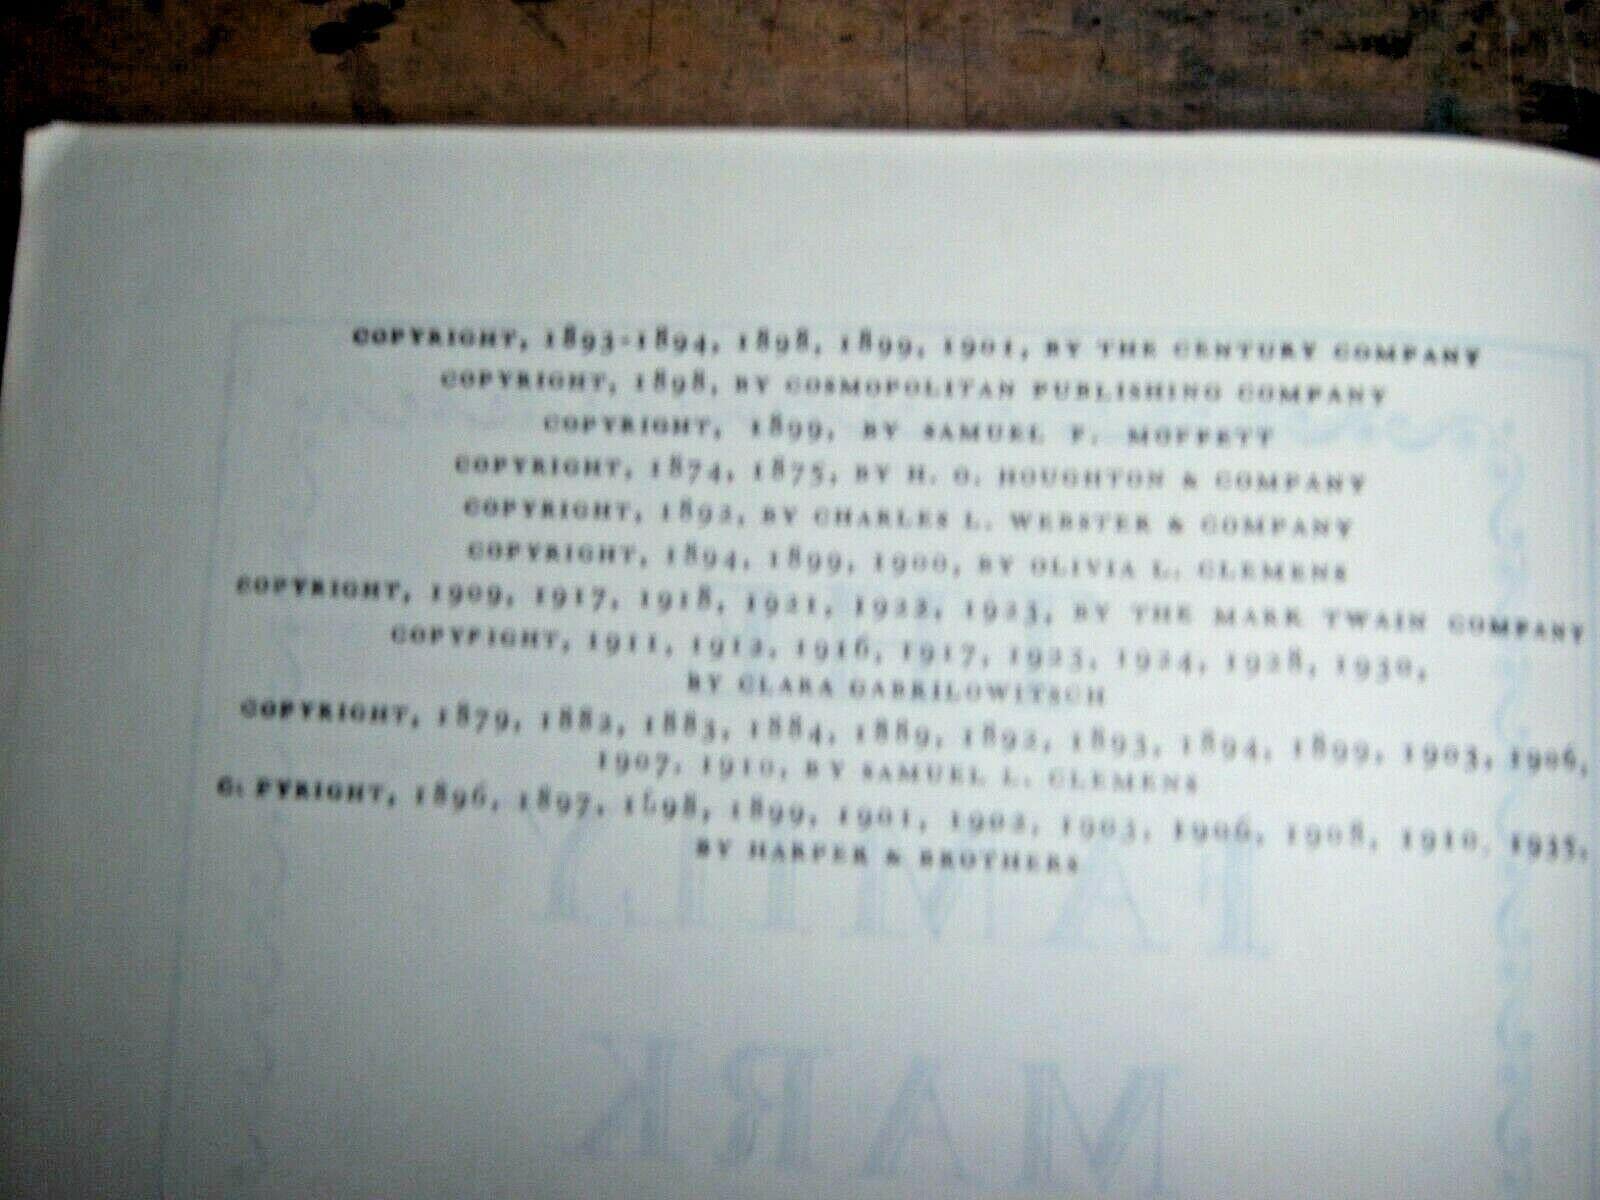 COPYRIGHT, 1893-1894, 1898, 1899, 1901, BY THE CENTURY COMPANY
COPYRIGHT, 1898, BY COSMOPOLITAN PUBLISHING COMPANY
COPYRIGHT, 1899, BY SAMUEL F. MOFFETT
COPYRIGHT, 1874, 1875, BY H. O. HOUGHTON & COMPANY
COPYRIGHT, 1892, BY CHARLES L. WEBSTER & COMPANY
COPYRIGHT, 1894, 1899, 1900, BY OLIVIA L. CLEMENS
COPYRIGHT, 1909, 1917, 1918, 1921, 1922, 1923, BY THE MARK TWAIN COMPANY
COPYRIGHT, 1911, 1912, 1916, 1917, 1923, 1924, 1928, 1930,
BY CLARA GABRILOWITSCH
COPYRIGHT, 1879, 1882, 1883, 1884, 1889, 1892, 1893, 1894, 1899, 1903, 1906,
1907, 1910, BY SAMUEL L. CLEMENS
C PYRIGHT, 1896, 1897, 1898, 1899, 1901, 1902, 1903, 1906, 1908, 1910, 1935,
BY HARPER & BROTHERS
FAMILY
MARK